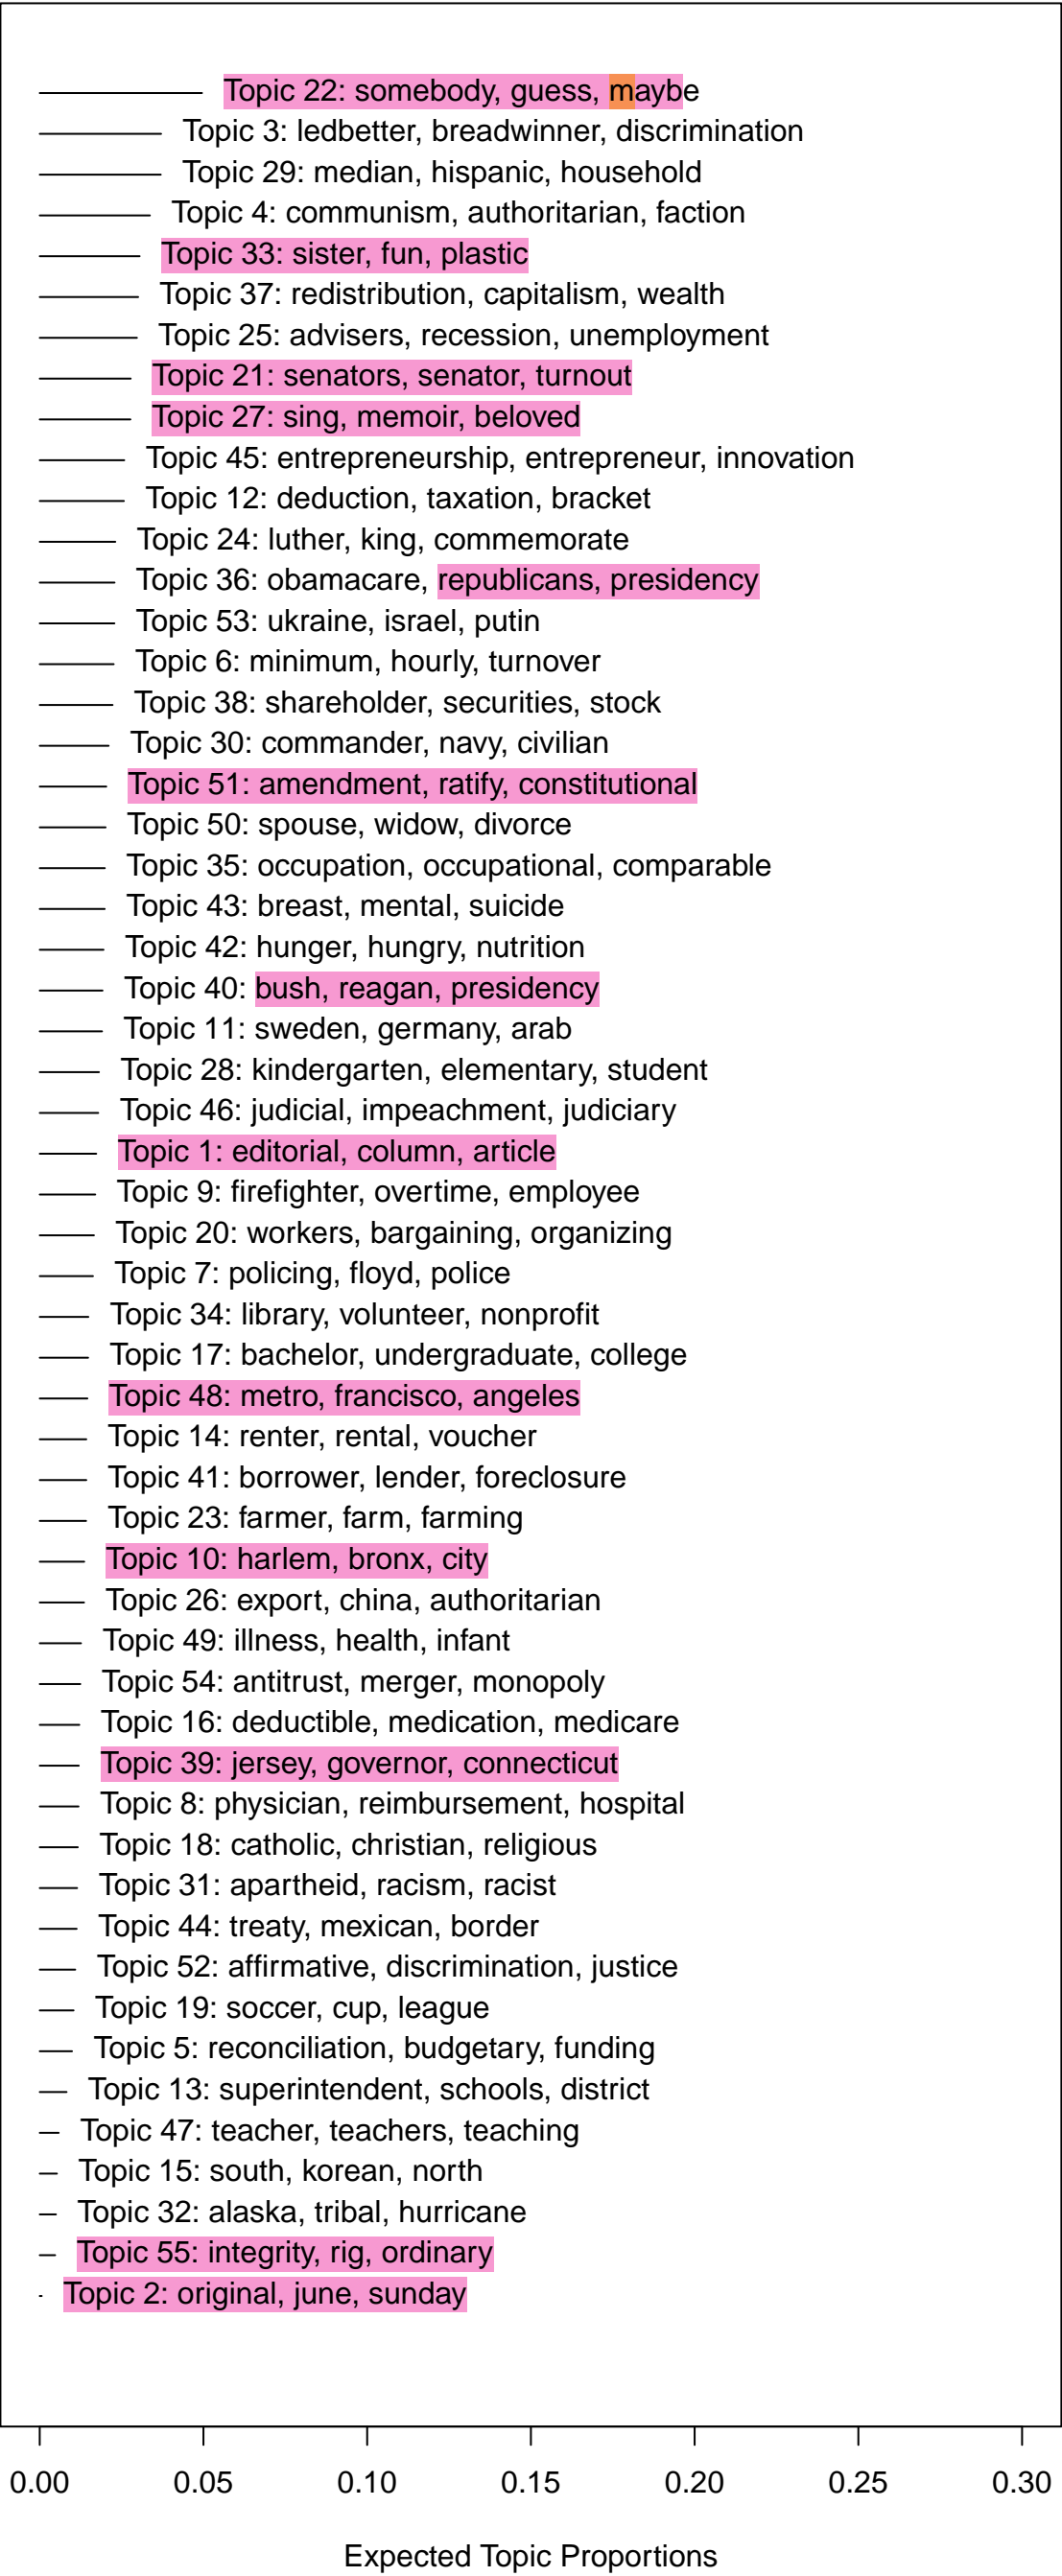 Topic 22: somebody, guess, maybe
Topic 3: ledbetter, breadwinner, discrimination
Topic 29: median, hispanic, household
Topic 4: communism, authoritarian, faction
Topic 33: sister, fun, plastic
Topic 37: redistribution, capitalism, wealth
Topic 25: advisers, recession, unemployment
Topic 21: senators, senator, turnout
Topic 27: sing, memoir, beloved
Topic 45: entrepreneurship, entrepreneur, innovation
Topic 12: deduction, taxation, bracket
Topic 24: luther, king, commemorate
Topic 36: obamacare, republicans, presidency
Topic 53: ukraine, israel, putin
Topic 6: minimum, hourly, turnover
Topic 38: shareholder, securities, stock
Topic 30: commander, navy, civilian
Topic 51: amendment, ratify, constitutional
Topic 50: spouse, widow, divorce
Topic 35: occupation, occupational, comparable
Topic 43: breast, mental, suicide
Topic 42: hunger, hungry, nutrition
Topic 40: bush, reagan, presidency
Topic 11: sweden, germany, arab
Topic 28: kindergarten, elementary, student
Topic 46: judicial, impeachment, judiciary
Topic 1: editorial, column, article
Topic 9: firefighter, overtime, employee
Topic 20: workers, bargaining, organizing
Topic 7: policing, floyd, police
Topic 34: library, volunteer, nonprofit
Topic 17: bachelor, undergraduate, college
Topic 48: metro, francisco, angeles
Topic 14: renter, rental, voucher
Topic 41: borrower, lender, foreclosure
Topic 23: farmer, farm, farming
Topic 10: harlem, bronx, city
Topic 26: export, china, authoritarian
Topic 49: illness, health, infant
Topic 54: antitrust, merger, monopoly
Topic 16: deductible, medication, medicare
Topic 39: jersey, governor, connecticut
Topic 8: physician, reimbursement, hospital
Topic 18: catholic, christian, religious
Topic 31: apartheid, racism, racist
Topic 44: treaty, mexican, border
Topic 52: affirmative, discrimination, justice
Topic 19: soccer, cup, league
Topic 5: reconciliation, budgetary, funding
Topic 13: superintendent, schools, district
Topic 47: teacher, teachers, teaching
Topic 15: south, korean, north
Topic 32: alaska, tribal, hurricane
Topic 55: integrity, rig, ordinary
Topic 2: original, june, sunday
0.00 0.05 0.10 0.15 0.20 0.25 0.30
Expected Topic Proportions